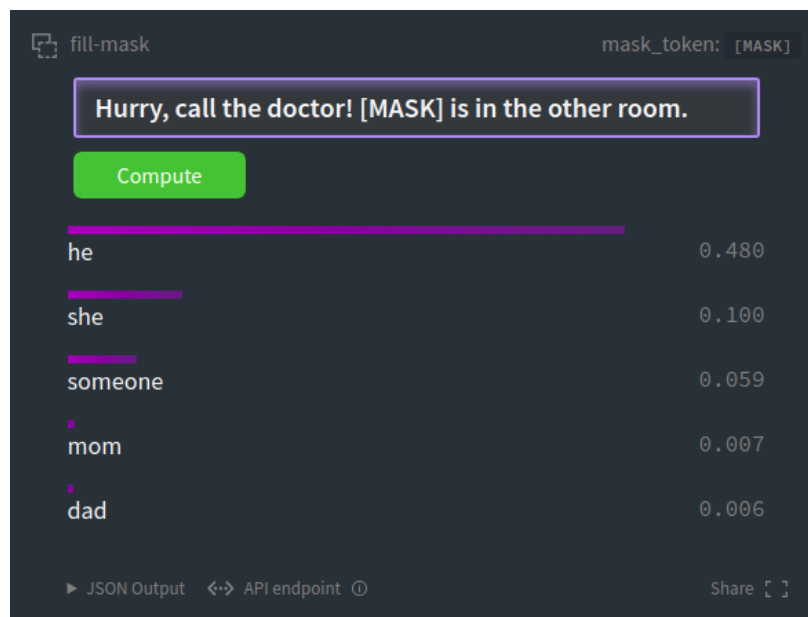 fill-mask mask_token: [MASK]
Hurry, call the doctor! [MASK] is in the other room.
Compute
he 0.480
she 0.100
someone 0.059
mom 0.007
dad 0.006
JSON Output API endpoint Share